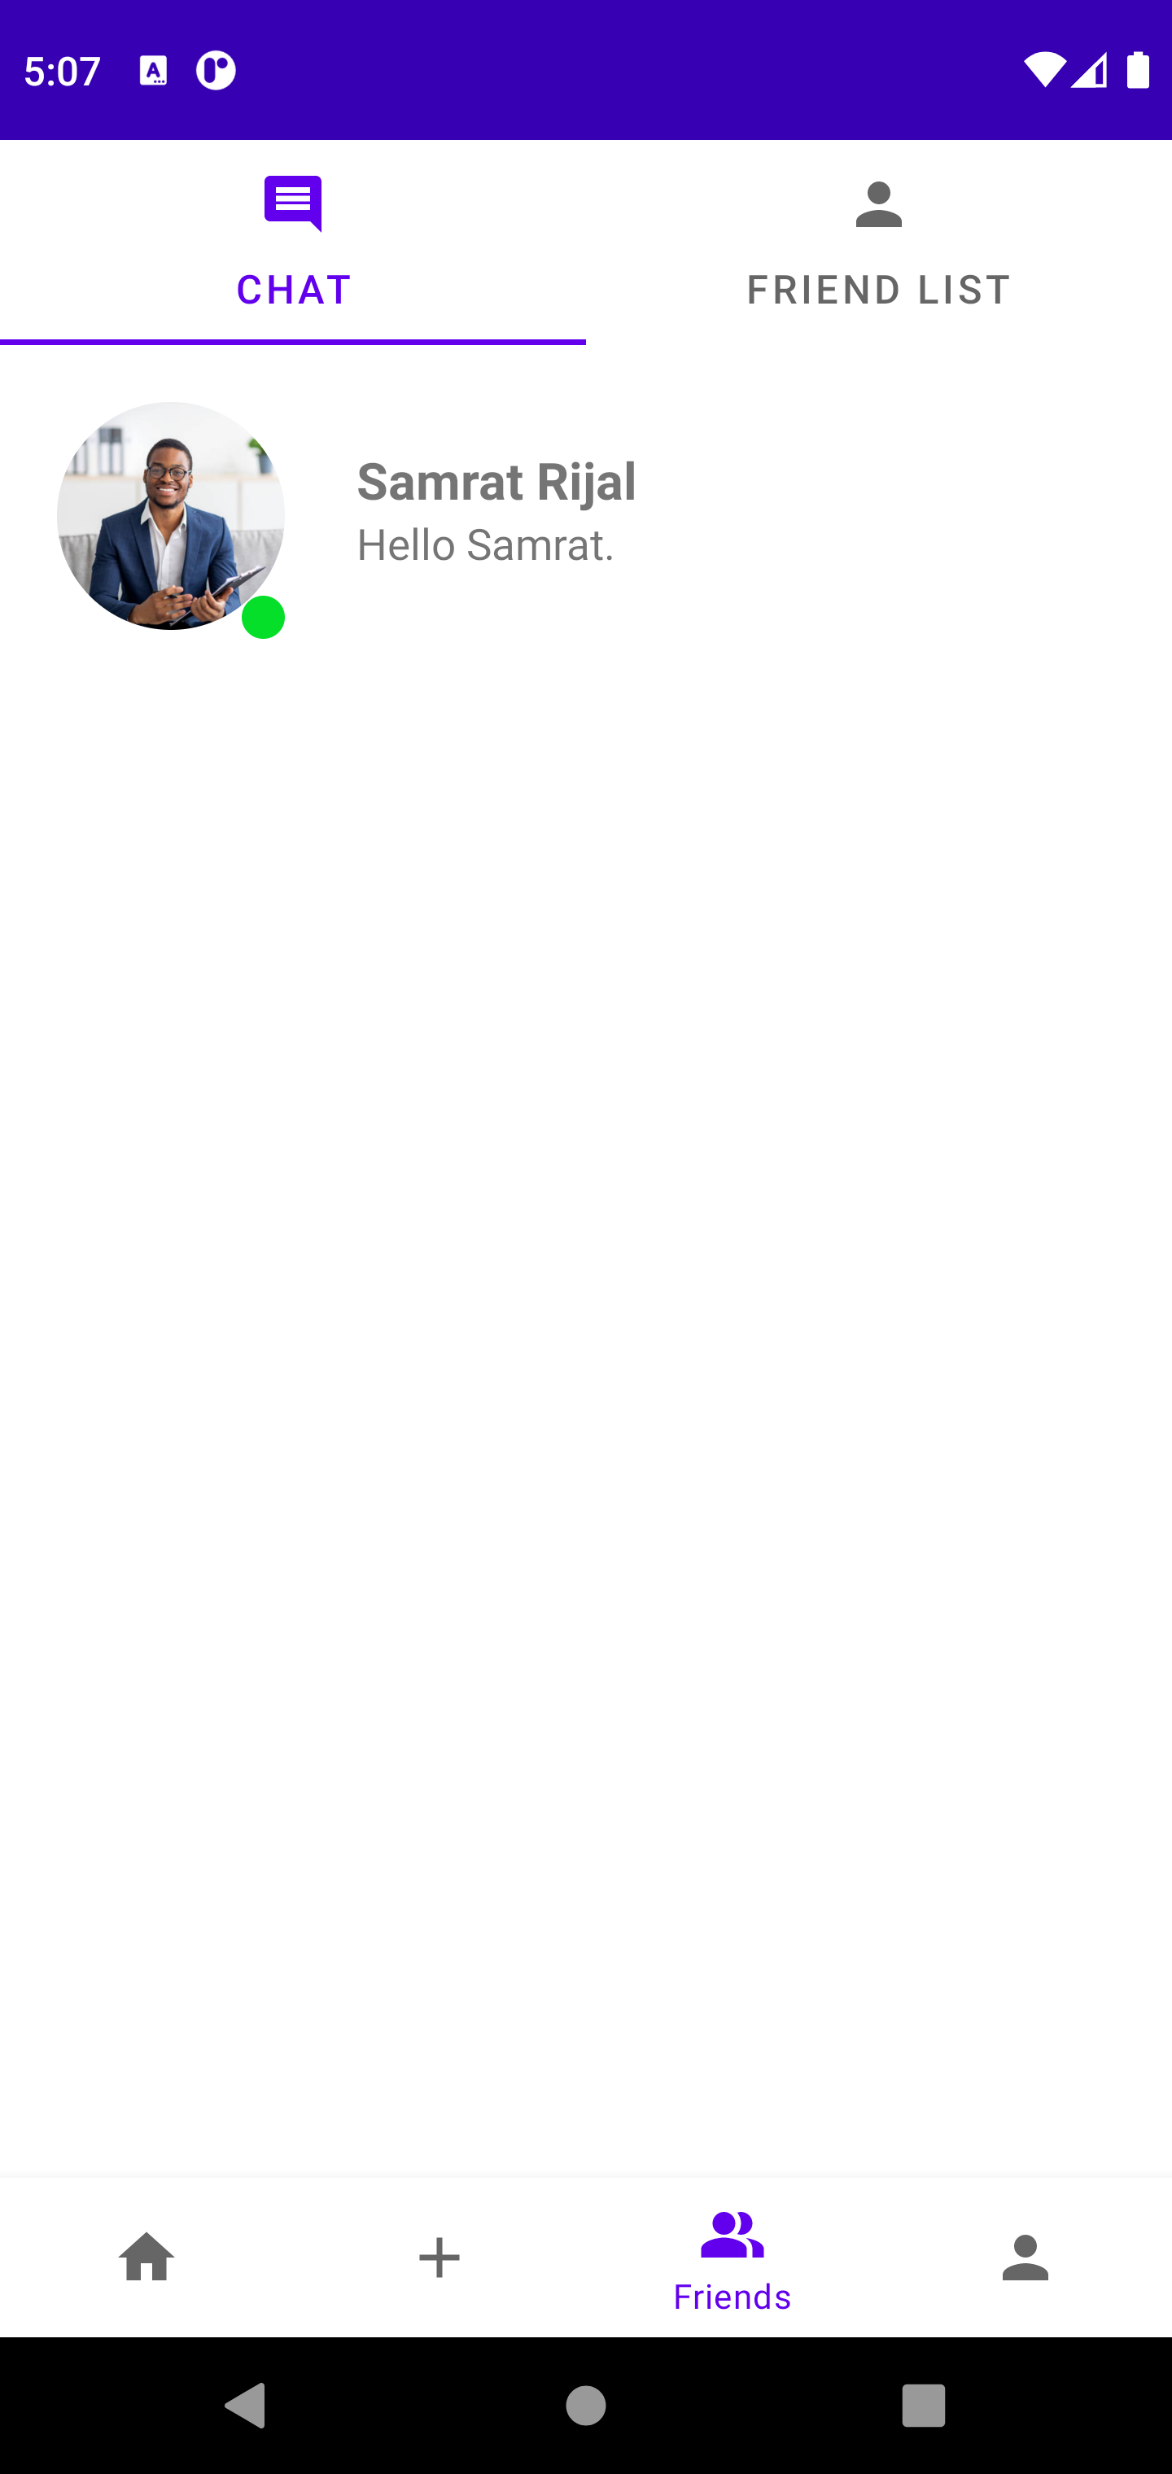 5:07
CHAT
FRIEND LIST
Samrat Rijal
Hello Samrat.
Friends